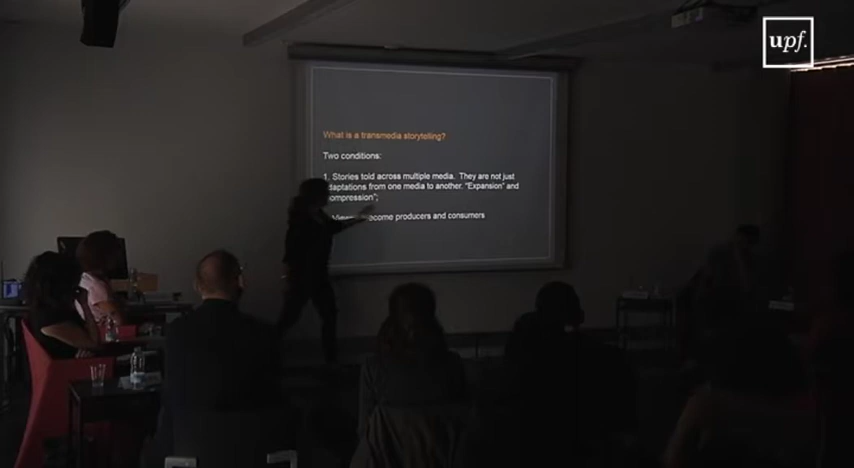 upf.
What is a transmedia storytelling?
Two conditions:
1. Stories told across multiple media. They are not just
daptations from one media to another. "Expansion" and
ompression";
View ecome producers and consumers